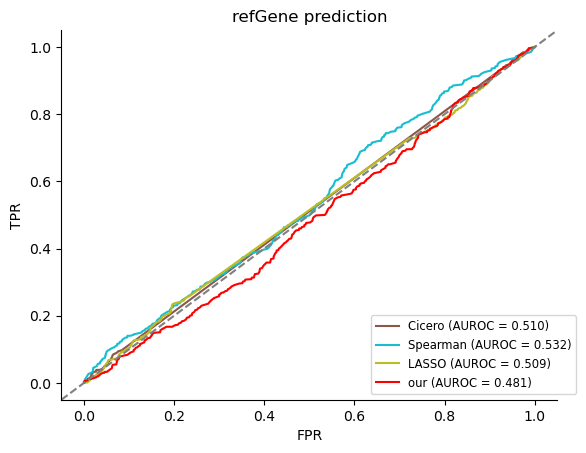 refGene prediction
TPR
1.0
0.8
0.6
0.4
0.2
0.0
Cicero (AUROC = 0.510)
Spearman (AUROC = 0.532)
LASSO (AUROC = 0.509)
our (AUROC = 0.481)
0.0 0.2 0.4 0.6 0.8 1.0
FPR